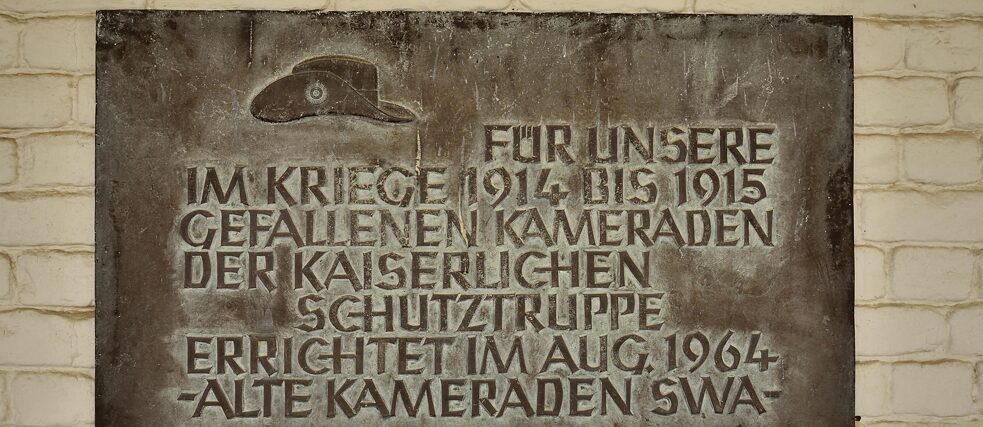 FÜR UNSERE
IM KRIEGE 1914 BIS 1915
GEFALLENEN KAMERADEN
DER KAISERLICHEN
SCHUTZTRUPPE
ERRICHTET IM AUG. 1964
-ALTE KAMERADEN SWA-